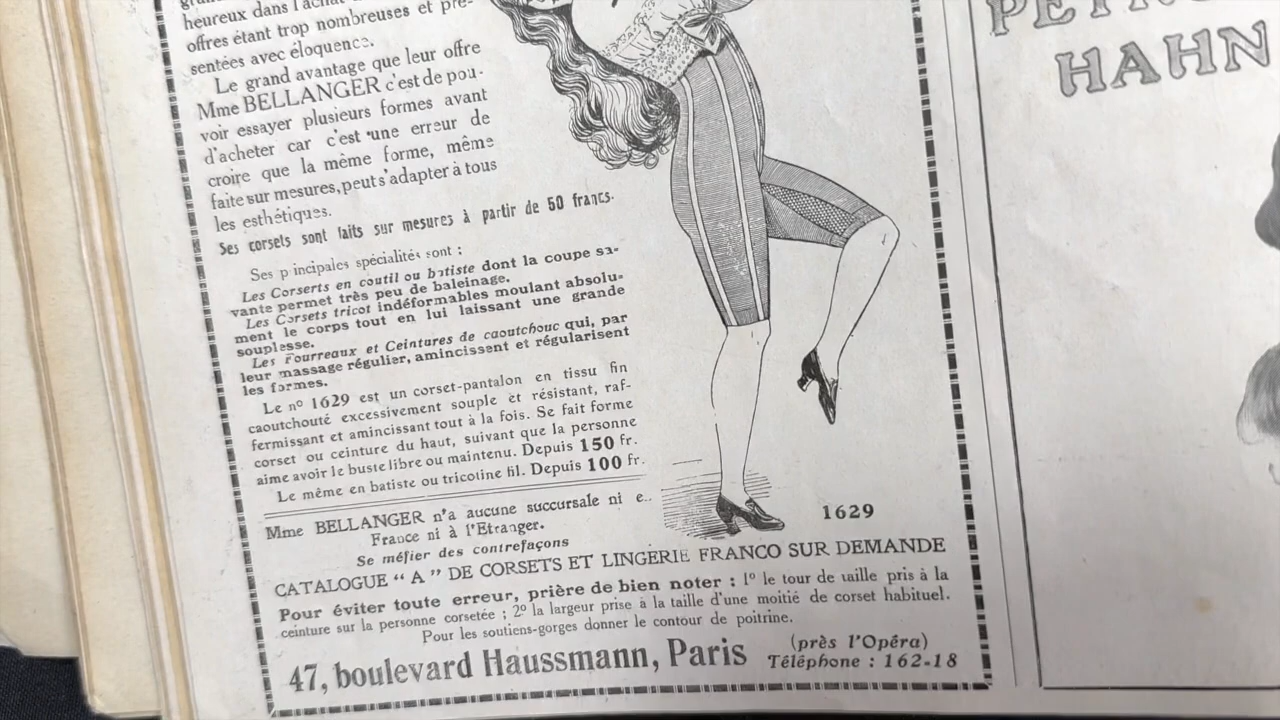 heureux dans l'achat
offres étant trop nombreuses et pré-
sentées avec éloquence.
Le grand avantage que leur offre
Mme BELLANGER c'est de pou-
voir essayer plusieurs formes avant
d'acheter car c'est une erreur de
croire que la même forme, même
faite sur mesures, peut s'adapter à tous
les esthétiques.
Ses corsets sont faits sur mesures à partir de 50 francs.
Ses principales spécialités sont :
Les Corserts en coutil ou batiste dont la coupe sa-
vante permet très peu de baleinage.
Les Corsets tricot indéformables moulant absolu-
ment le corps tout en lui laissant une grande
souplesse.
Les Fourreaux et Ceintures de caoutchouc qui, par
leur massage régulier, amincissent et régularisent
les formes.
Le nº 1629 est un corset-pantalon en tissu fin
caoutchouté excessivement souple et résistant, raf-
fermissant et amincissant tout à la fois. Se fait forme
corset ou ceinture du haut, suivant que la personne
aime avoir le buste libre ou maintenu. Depuis 150 fr.
Le même en batiste ou tricotine fil. Depuis 100 fr.
Mme BELLANGER n'a aucune succursale ni e..
France ni à l'Etranger.
Se méfier des contrefaçons
1629
CATALOGUE “ A ” DE CORSETS ET LINGERIE FRANCO SUR DEMANDE
Pour éviter toute erreur, prière de bien noter : 1º le tour de taille pris à la
ceinture sur la personne corsetée ; 2º la largeur prise à la taille d'une moitié de corset habituel.
Pour les soutiens-gorges donner le contour de poitrine.
47, boulevard Haussmann, Paris
(près l'Opéra)
Téléphone : 162-18
HAHN